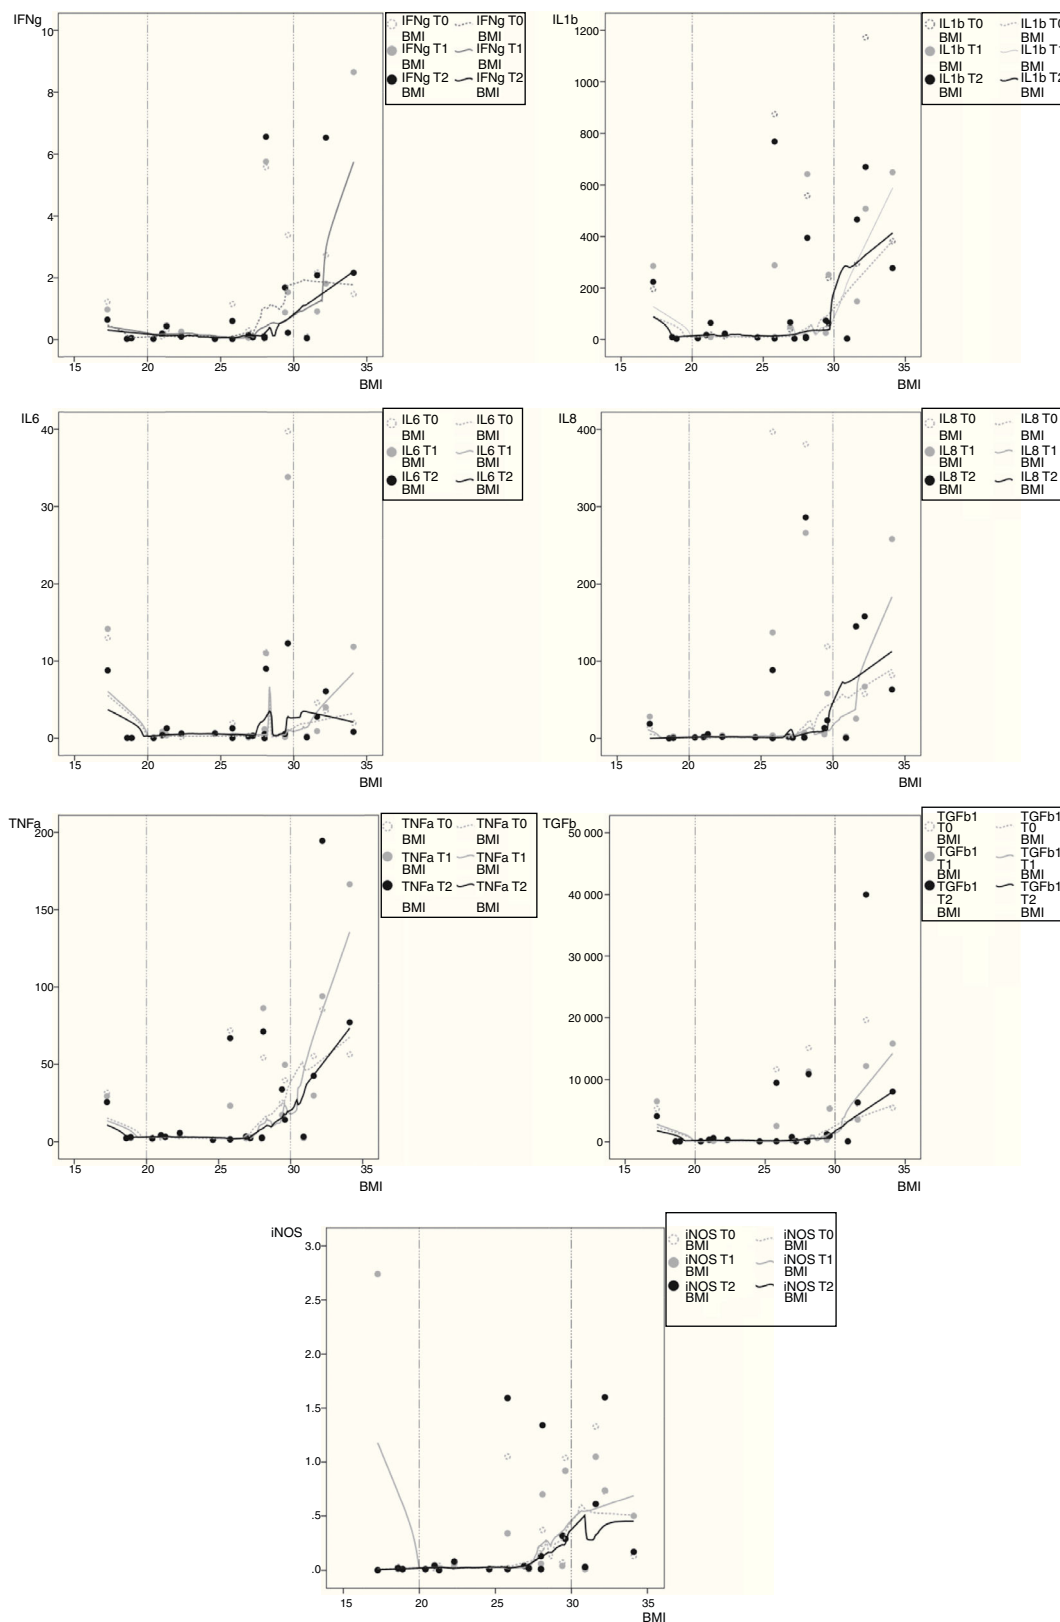 IFNg
10
8
6
4
2
0
15 20 25 30 35
BMI
IFNg T0 IFNg T0
BMI BMI
IFNg T1 IFNg T1
BMI BMI
IFNg T2 IFNg T2
BMI BMI
IL1b
1200
1000
800
600
400
200
0
15 20 25 30 35
BMI
IL1b T0 IL1b T0
BMI BMI
IL1b T1 IL1b T1
BMI BMI
IL1b T2 IL1b T2
BMI BMI
IL6
40
30
20
10
0
15 20 25 30 35
BMI
IL6 T0 IL6 T0
BMI BMI
IL6 T1 IL6 T1
BMI BMI
IL6 T2 IL6 T2
BMI BMI
IL8
400
300
200
100
0
15 20 25 30 35
BMI
IL8 T0 IL8 T0
BMI BMI
IL8 T1 IL8 T1
BMI BMI
IL8 T2 IL8 T2
BMI BMI
TNFa
200
150
100
50
0
15 20 25 30 35
BMI
TNFa T0 TNFa T0
BMI BMI
TNFa T1 TNFa T1
BMI BMI
TNFa T2 TNFa T2
BMI BMI
TGFb
50 000
40 000
30 000
20 000
10 000
0
15 20 25 30 35
BMI
TGFb1 TGFb1
T0 T0
BMI BMI
TGFb1 TGFb1
T1 T1
BMI BMI
TGFb1 TGFb1
T2 T2
BMI BMI
iNOS
3.0
2.5
2.0
1.5
1.0
.5
.0
15 20 25 30 35
BMI
iNOS T0 iNOS T0
BMI BMI
iNOS T1 iNOS T1
BMI BMI
iNOS T2 iNOS T2
BMI BMI